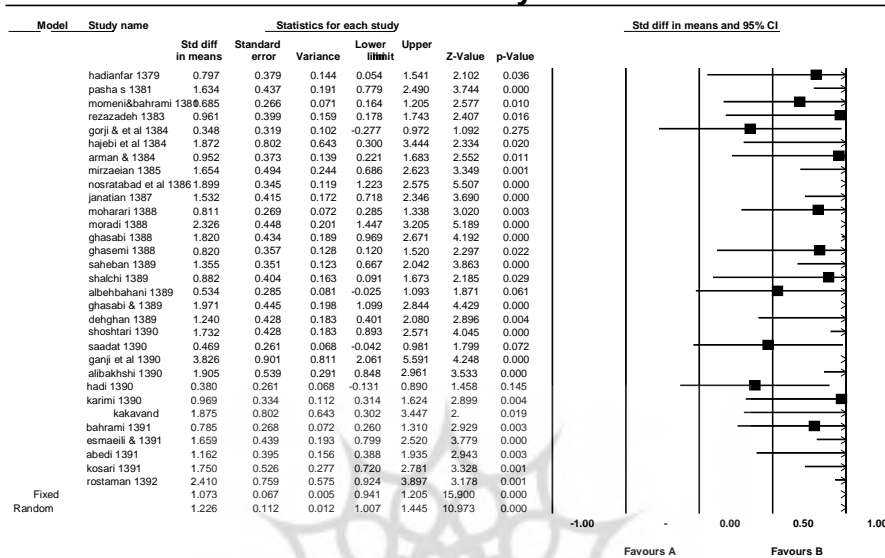 Model Study name Statistics for each study Std diff in means and 95% CI
Std diff Standard Lower Upper
in means error Variance limit Z-Value p-Value
hadianfar 1379 0.797 0.379 0.144 0.054 1.541 2.102 0.036
pasha s 1381 1.634 0.437 0.191 0.779 2.490 3.744 0.000
momeni&bahrami 1380.685 0.266 0.071 0.164 1.205 2.577 0.010
rezazadeh 1383 0.961 0.399 0.159 0.178 1.743 2.407 0.016
gorji & et al 1384 0.348 0.319 0.102 -0.277 0.972 1.092 0.275
hajebi et al 1384 1.872 0.802 0.643 0.300 3.444 2.334 0.020
arman & 1384 0.952 0.373 0.139 0.221 1.683 2.552 0.011
mirzaeian 1385 1.654 0.494 0.244 0.686 2.623 3.349 0.001
nosratabad et al 1386 1.899 0.345 0.119 1.223 2.575 5.507 0.000
janatian 1387 1.532 0.415 0.172 0.718 2.346 3.690 0.000
moharari 1388 0.811 0.269 0.072 0.285 1.338 3.020 0.003
moradi 1388 2.326 0.448 0.201 1.447 3.205 5.189 0.000
ghasabi 1388 1.820 0.434 0.189 0.969 2.671 4.192 0.000
ghasemi 1388 0.820 0.357 0.128 0.120 1.520 2.297 0.022
saheban 1389 1.355 0.351 0.123 0.667 2.042 3.863 0.000
shalchi 1389 0.882 0.404 0.163 0.091 1.673 2.185 0.029
albehbahani 1389 0.534 0.285 0.081 -0.025 1.093 1.871 0.061
ghasabi & 1389 1.971 0.445 0.198 1.099 2.844 4.429 0.000
dehghan 1389 1.240 0.428 0.183 0.401 2.080 2.896 0.004
shoshtari 1390 1.732 0.428 0.183 0.893 2.571 4.045 0.000
saadat 1390 0.469 0.261 0.068 -0.042 0.981 1.799 0.072
ganji et al 1390 3.826 0.901 0.811 2.061 5.591 4.248 0.000
alibakhshi 1390 1.905 0.539 0.291 0.848 2.961 3.533 0.000
hadi 1390 0.380 0.261 0.068 -0.131 0.890 1.458 0.145
karimi 1390 0.969 0.334 0.112 0.314 1.624 2.899 0.004
kakavand 1.875 0.802 0.643 0.302 3.447 2. 0.019
bahrami 1391 0.785 0.268 0.072 0.260 1.310 2.929 0.003
esmaeili & 1391 1.659 0.439 0.193 0.799 2.520 3.779 0.000
abedi 1391 1.162 0.395 0.156 0.388 1.935 2.943 0.003
kosari 1391 1.750 0.526 0.277 0.720 2.781 3.328 0.001
rostaman 1392 2.410 0.759 0.575 0.924 3.897 3.178 0.001
Fixed 1.073 0.067 0.005 0.941 1.205 15.900 0.000
Random 1.226 0.112 0.012 1.007 1.445 10.973 0.000
-1.00 - 0.00 0.50 1.00
Favours A Favours B